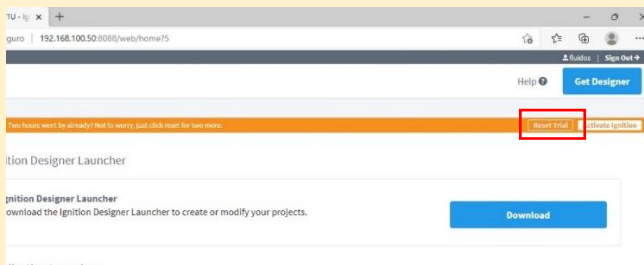 TU - Ig
guro | 192.168.100.50:8088/web/home?5
fluidos | Sign Out
Help Get Designer
Two hours went by already? Not to worry, just click reset for two more. Reset Trial ctivate Ignition
ition Designer Launcher
gnition Designer Launcher
ownload the Ignition Designer Launcher to create or modify your projects.
Download